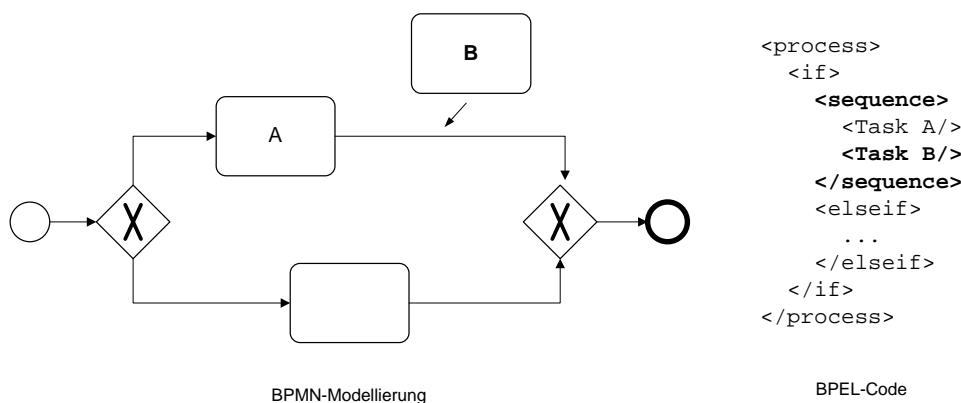 B
A
X
X
BPMN-Modellierung
<process>
<if>
<sequence>
<Task A/>
<Task B/>
</sequence>
<elseif>
...
</elseif>
</if>
</process>
BPEL-Code